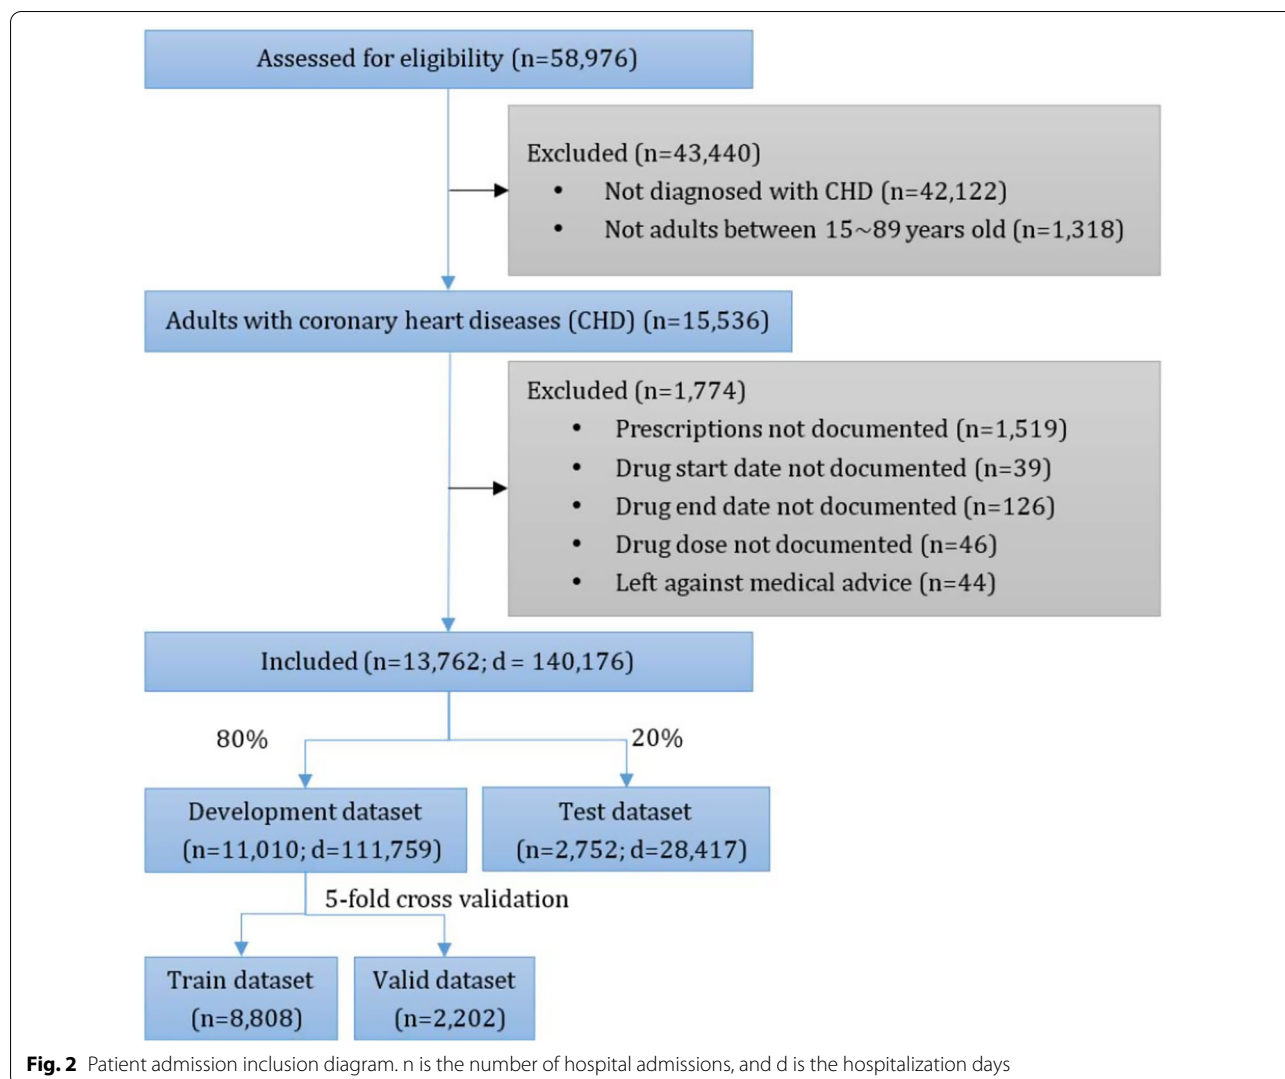 Assessed for eligibility (n=58,976)
Excluded (n=43,440)
• Not diagnosed with CHD (n=42,122)
• Not adults between 15~89 years old (n=1,318)
Adults with coronary heart diseases (CHD) (n=15,536)
Excluded (n=1,774)
• Prescriptions not documented (n=1,519)
• Drug start date not documented (n=39)
• Drug end date not documented (n=126)
• Drug dose not documented (n=46)
• Left against medical advice (n=44)
Included (n=13,762; d = 140,176)
80%
20%
Development dataset
(n=11,010; d=111,759)
Test dataset
(n=2,752; d=28,417)
5-fold cross validation
Train dataset
(n=8,808)
Valid dataset
(n=2,202)
Fig. 2 Patient admission inclusion diagram. n is the number of hospital admissions, and d is the hospitalization days